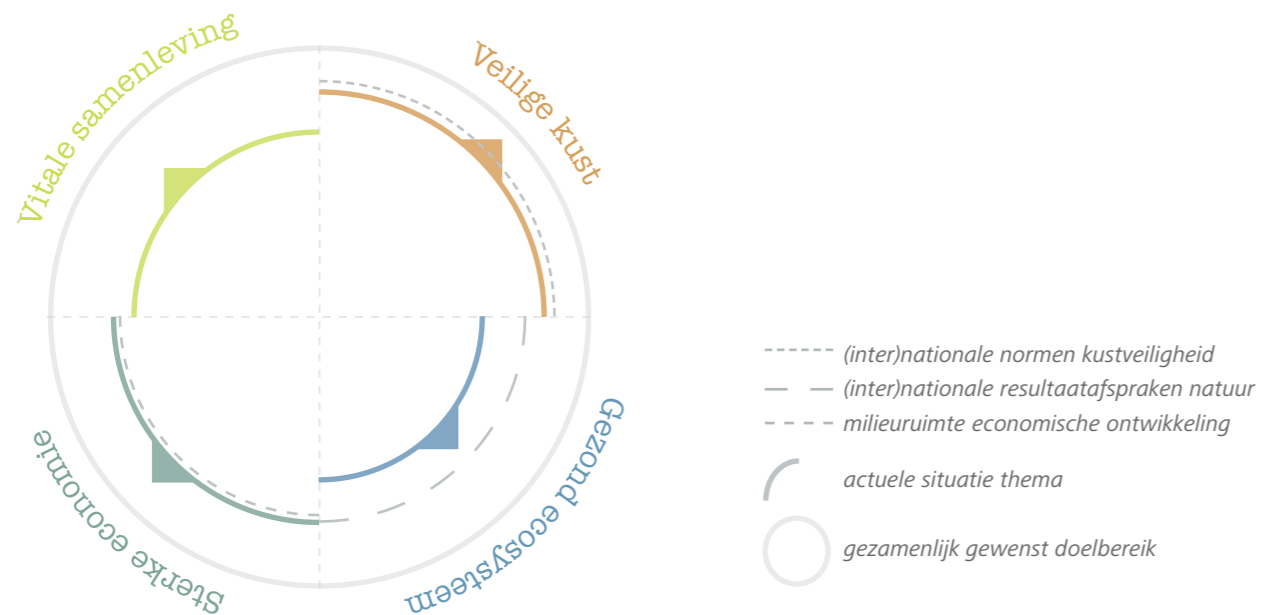 Vitale samenleving
Veilige kust
Sterke economie
Gezond ecosysteem
(inter)nationale normen kustveiligheid
(inter)nationale resultaatafspraken natuur
milieuruimte economische ontwikkeling
actuele situatie thema
gezamenlijk gewenst doelbereik